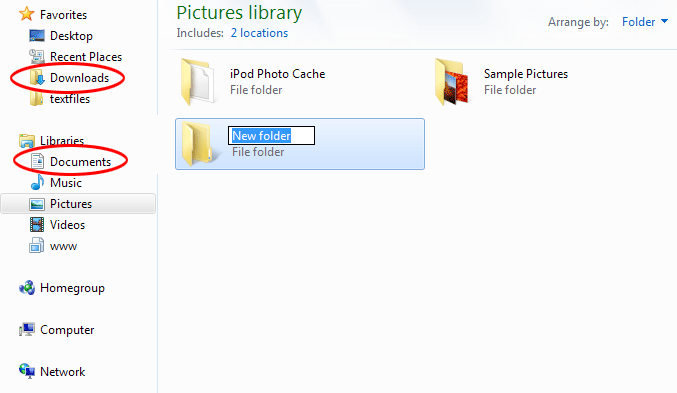 Favorites
Desktop
Recent Places
Downloads
textfiles
Libraries
Documents
Music
Pictures
Videos
www
Homegroup
Computer
Network
Pictures library
Includes: 2 locations
Arrange by: Folder
iPod Photo Cache
File folder
Sample Pictures
File folder
New folder
File folder